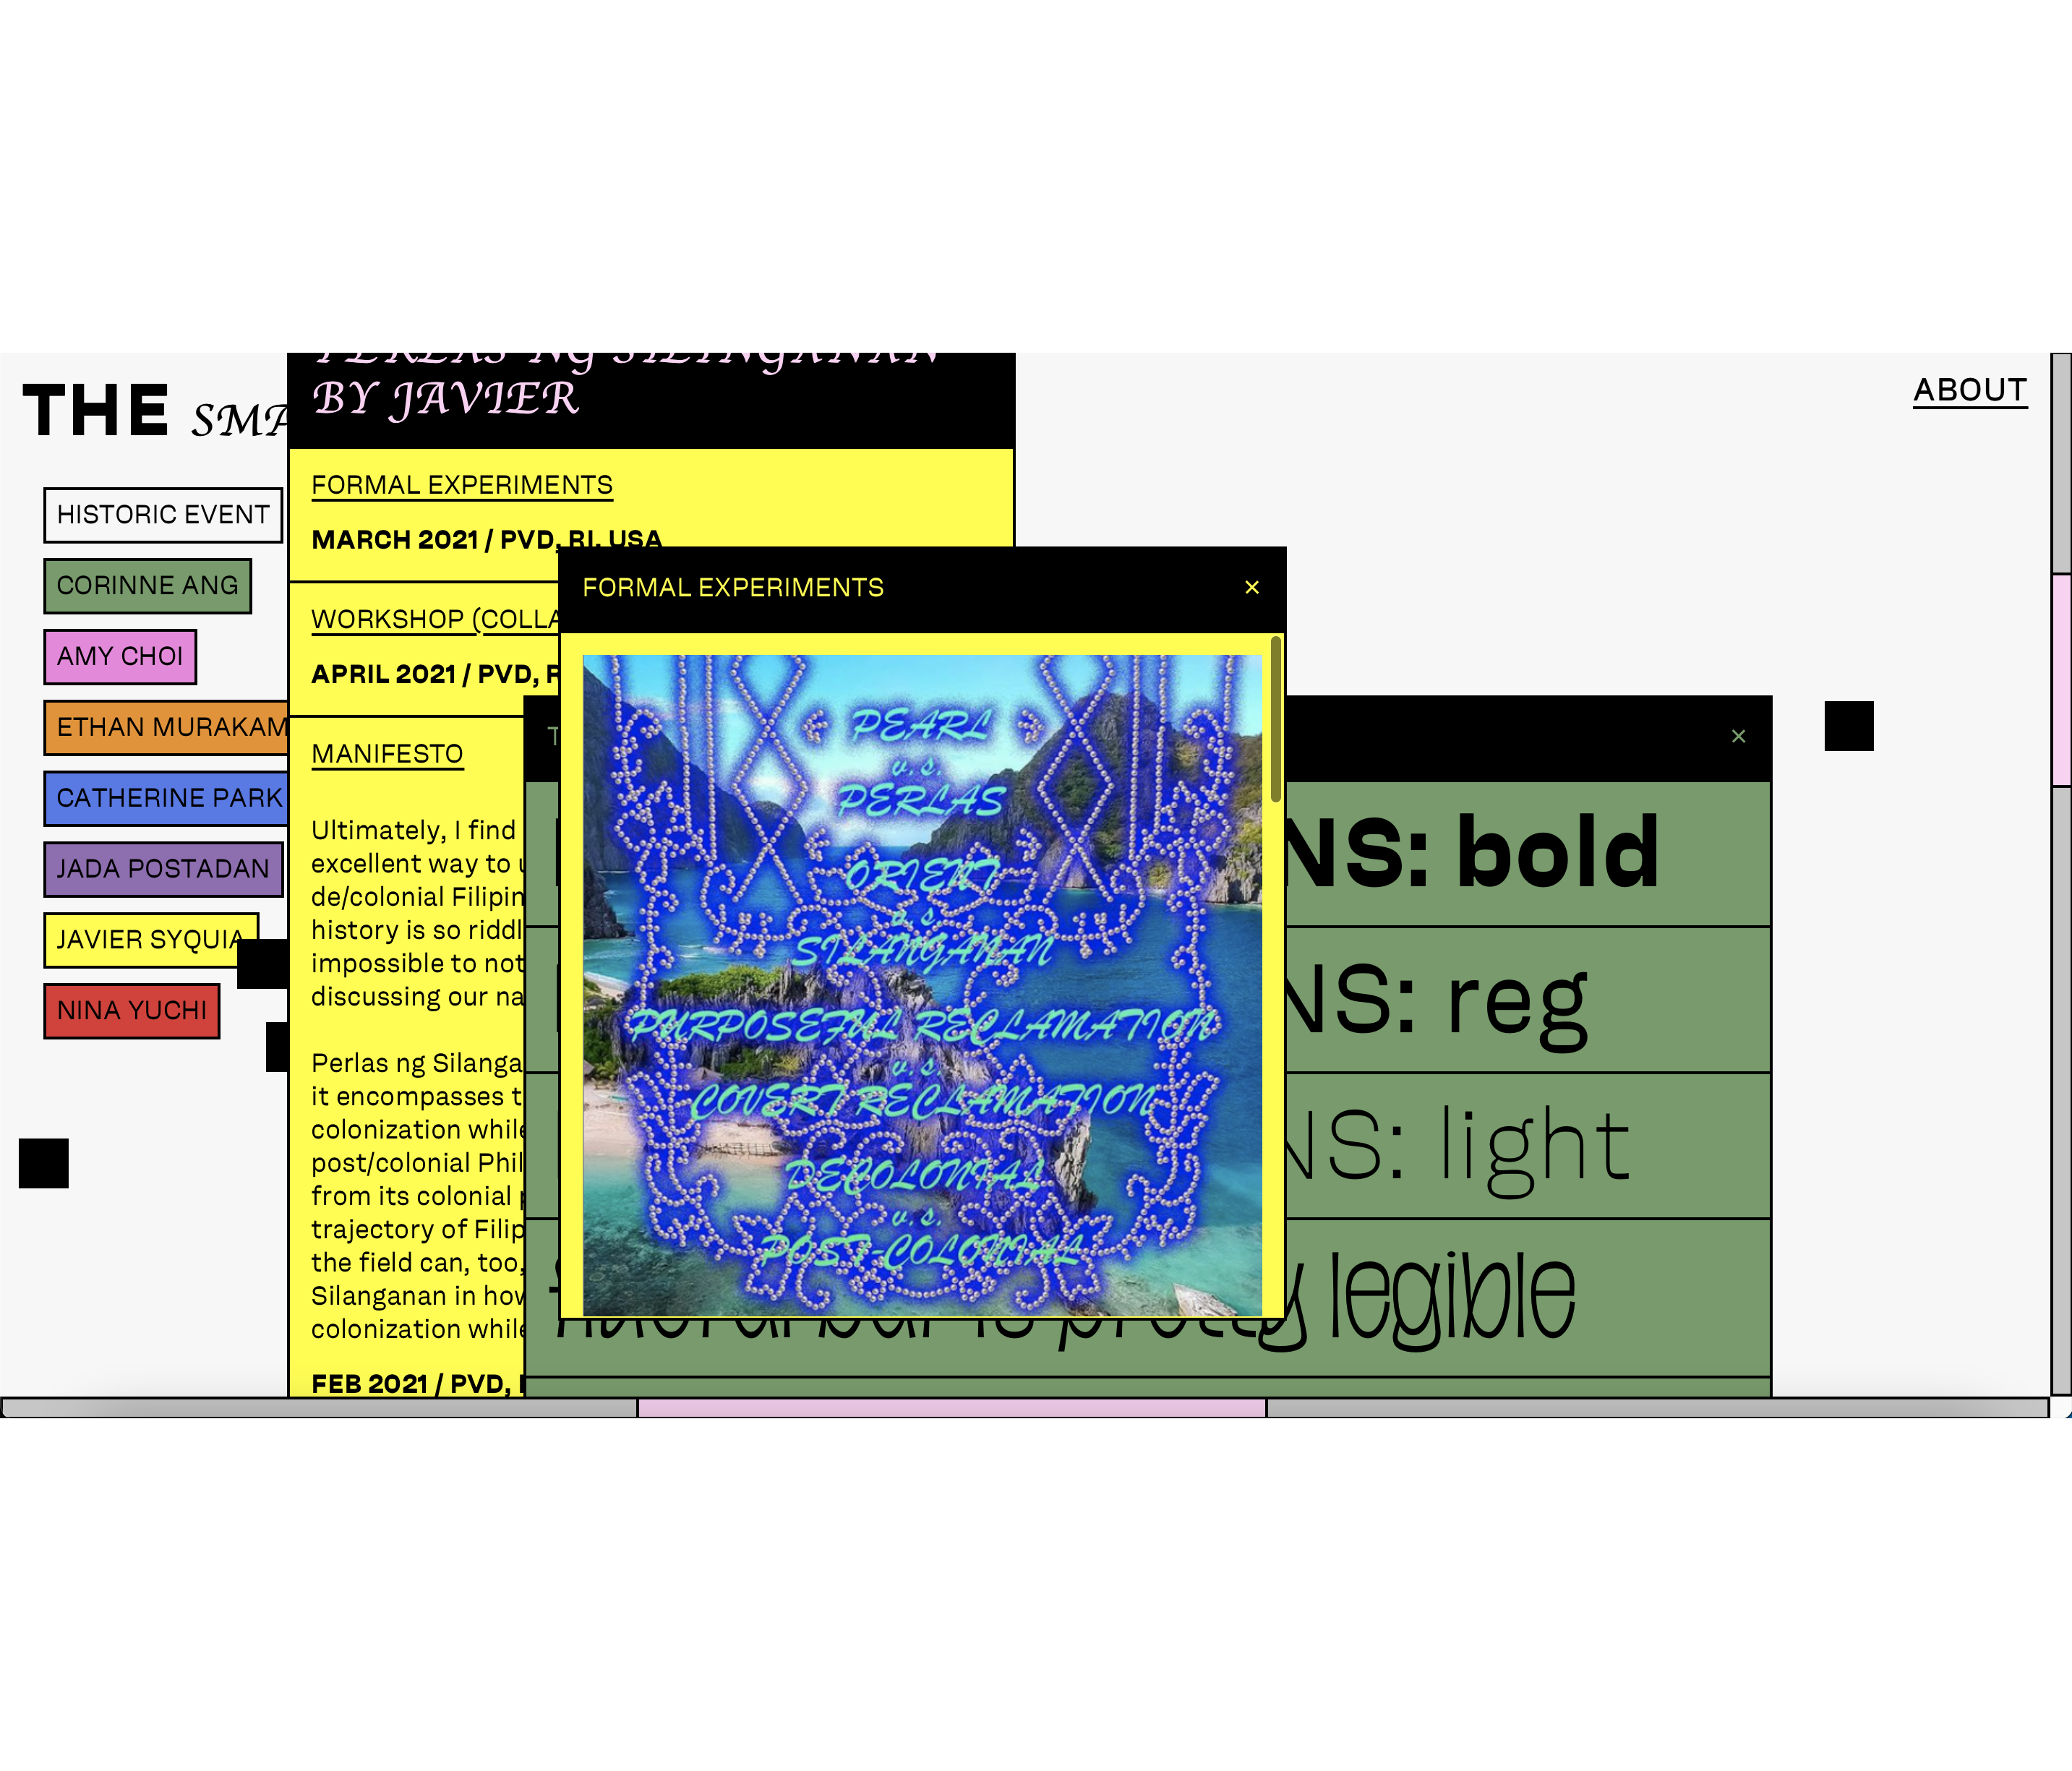 THE SMA
ABOUT
HISTORIC EVENT
CORINNE ANG
AMY CHOI
ETHAN MURAKAM
CATHERINE PARK
JADA POSTADAN
JAVIER SYQUIA
NINA YUCHI
PERLAS NG SILINGANAN
BY JAVIER
FORMAL EXPERIMENTS
MARCH 2021 / PVD, RI, USA
WORKSHOP (COLLA
APRIL 2021 / PVD, R
MANIFESTO
Ultimately, I find
excellent way to u
de/colonial Filipin
history is so riddl
impossible to not
discussing our na
Perlas ng Silanga
it encompasses t
colonization while
post/colonial Phil
from its colonial p
trajectory of Filip
the field can, too,
Silanganan in how
colonization while
FEB 2021 / PVD,
FORMAL EXPERIMENTS ×
PEARL
v.s.
PERLAS
ORIENT
v.s.
SILANGANAN
PURPOSEFUL RECLAMATION
v.s.
COVERT RECLAMATION
DECOLONIAL
v.s.
POST-COLONIAL
T ×
NS: bold
NS: reg
NS: light
is pretty legible